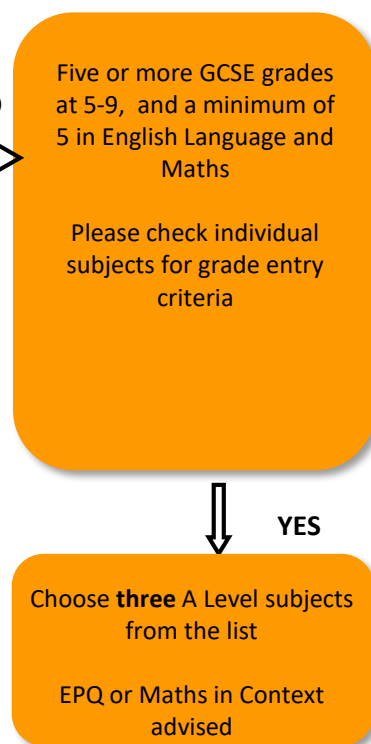 Five or more GCSE grades
at 5-9,  and a minimum of
5 in English Language and
Maths
Please check individual
subjects for grade entry
criteria
YES
Choose three A Level subjects
from the list
EPQ or Maths in Context
advised